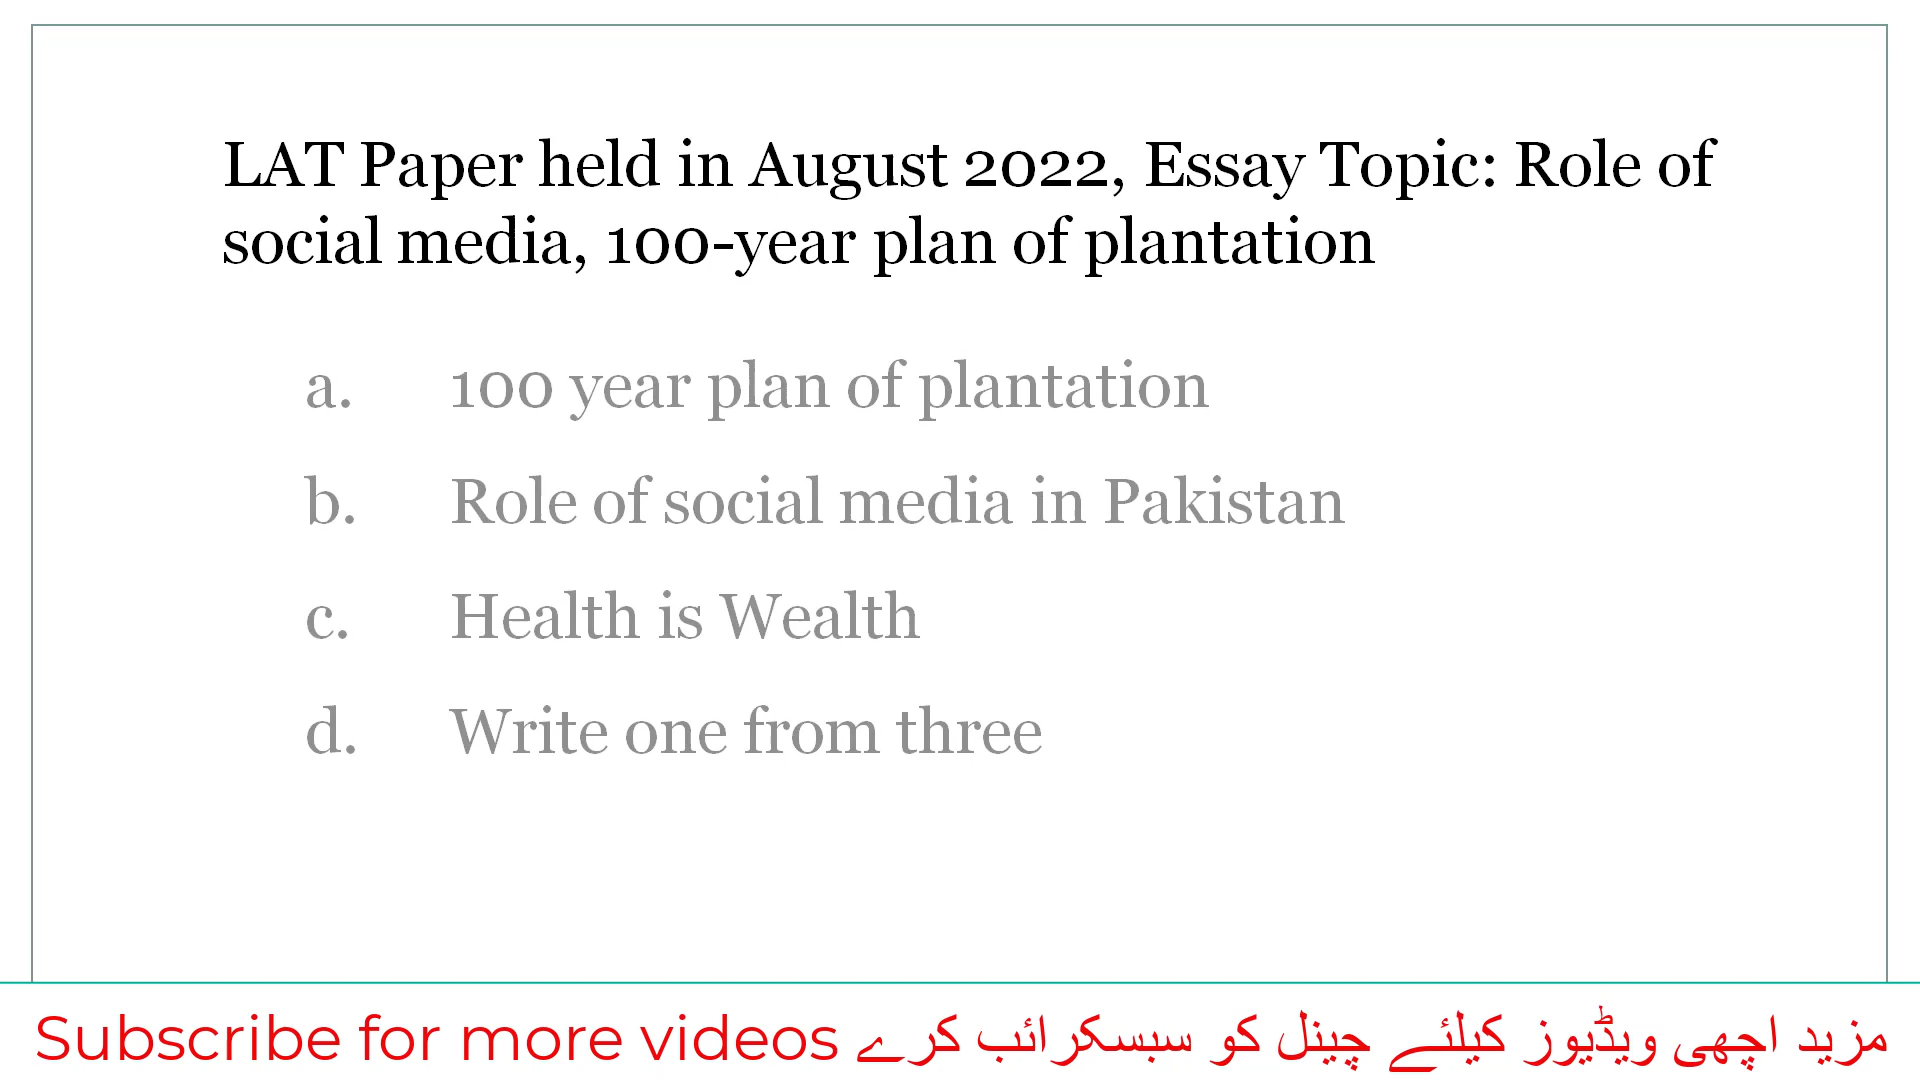 LAT Paper held in August 2022, Essay Topic: Role of
social media, 100-year plan of plantation
a. 100 year plan of plantation
b. Role of social media in Pakistan
c. Health is Wealth
d. Write one from three
Subscribe for more videos مزید اچھی ویڈیوز کیلئے چینل کو سبسکرائب کرے